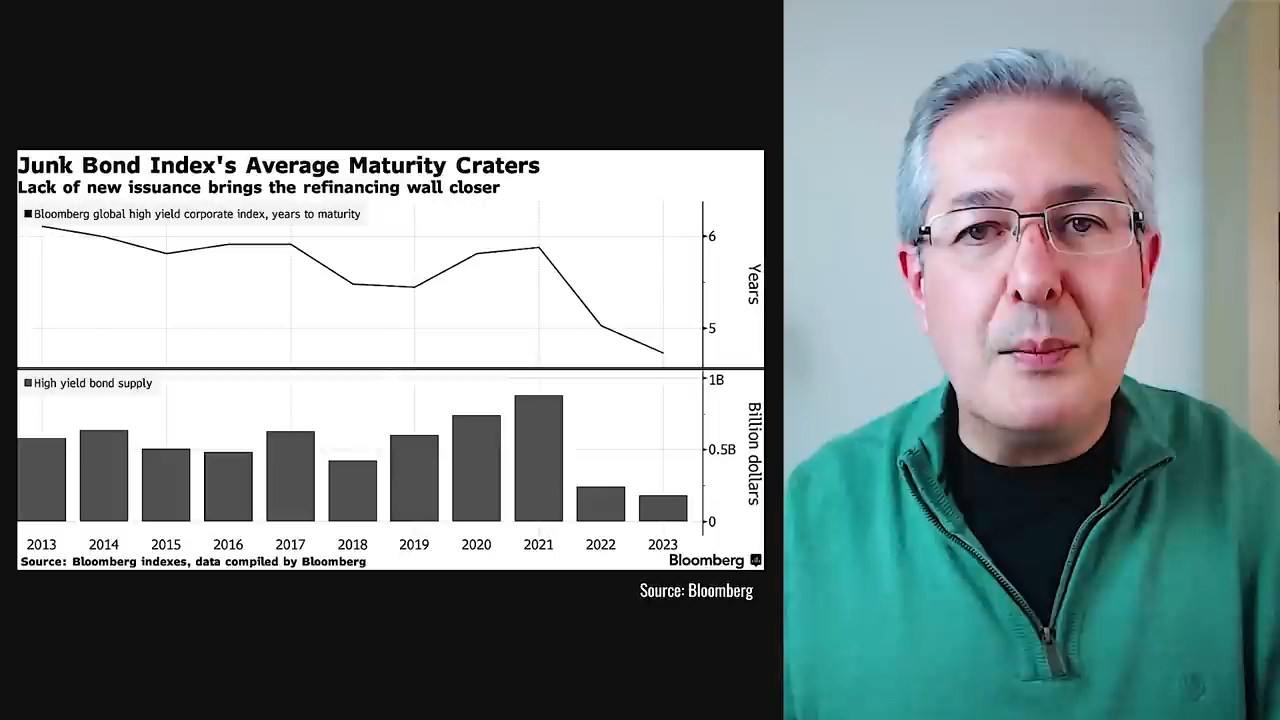 Junk Bond Index's Average Maturity Craters
Lack of new issuance brings the refinancing wall closer
Bloomberg global high yield corporate index, years to maturity
6
Years
5
High yield bond supply
1B
Billion dollars
0.5B
0
2013 2014 2015 2016 2017 2018 2019 2020 2021 2022 2023
Source: Bloomberg indexes, data compiled by Bloomberg
Bloomberg
Source: Bloomberg